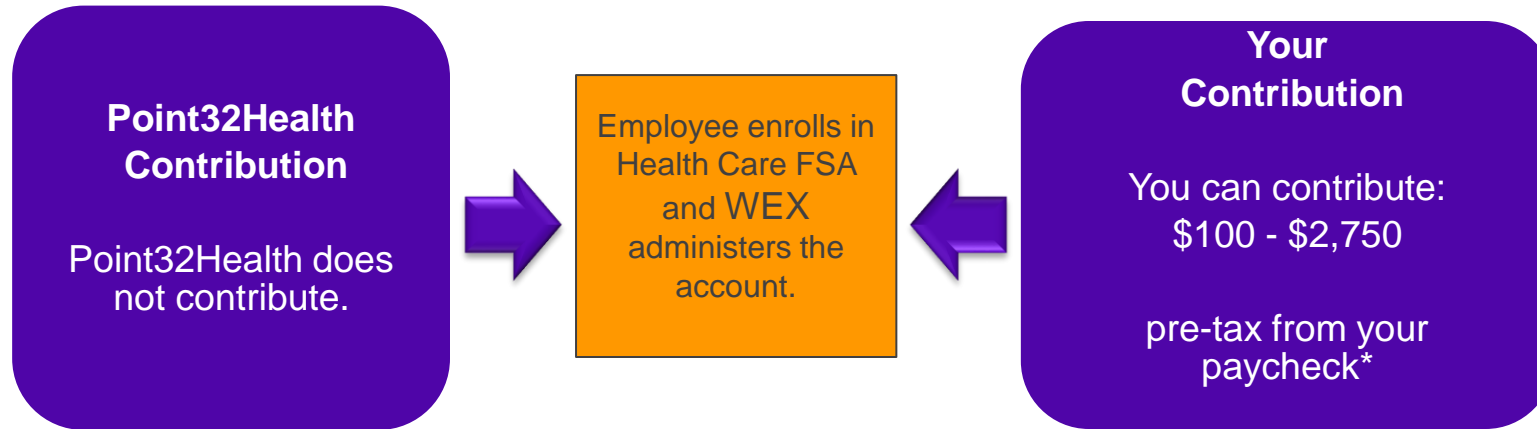 Point32Health
Contribution
Point32Health does
not contribute.
Employee enrolls in
Health Care FSA
and WEX
administers the
account.
Your
Contribution
You can contribute:
$100 - $2,750
pre-tax from your
paycheck*